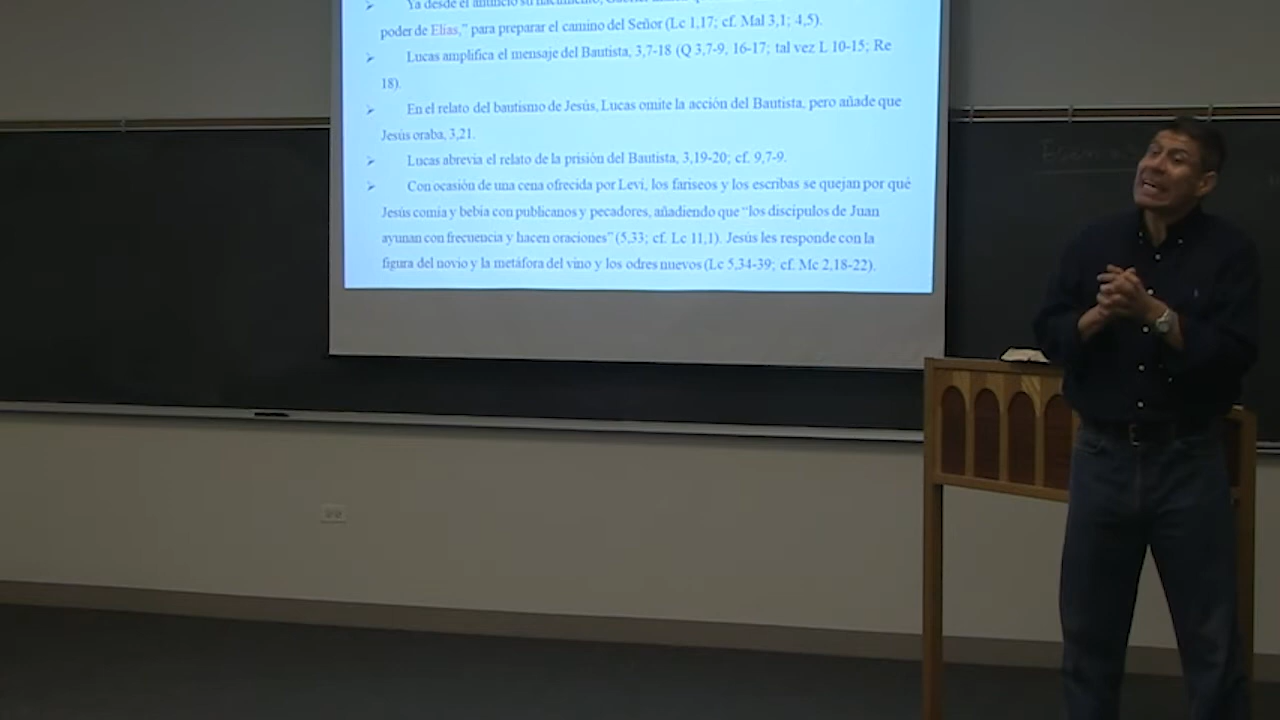 Ya desde el anuncio su nacimiento,
poder de Elías,” para preparar el camino del Señor (Lc 1,17; cf. Mal 3,1; 4,5).
➢ Lucas amplifica el mensaje del Bautista, 3,7-18 (Q 3,7-9, 16-17; tal vez L 10-15; Re
18).
➢ En el relato del bautismo de Jesús, Lucas omite la acción del Bautista, pero añade que
Jesús oraba, 3,21.
➢ Lucas abrevia el relato de la prisión del Bautista, 3,19-20; cf. 9,7-9.
➢ Con ocasión de una cena ofrecida por Leví, los fariseos y los escribas se quejan por qué
Jesús comía y bebía con publicanos y pecadores, añadiendo que “los discípulos de Juan
ayunan con frecuencia y hacen oraciones” (5,33; cf. Lc 11,1). Jesús les responde con la
figura del novio y la metáfora del vino y los odres nuevos (Lc 5,34-39; cf. Mc 2,18-22).